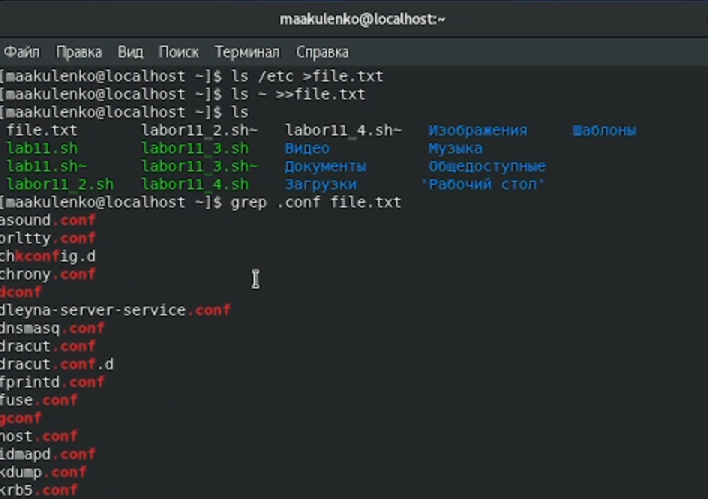 maakulenko@localhost:~
Файл Правка Вид Поиск Терминал Справка
[maakulenko@localhost ~]$ ls /etc >file.txt
[maakulenko@localhost ~]$ ls ~ >>file.txt
[maakulenko@localhost ~]$ ls
file.txt labor11_2.sh~ labor11_4.sh~ Изображения Шаблоны
lab11.sh labor11_3.sh Видео Музыка
lab11.sh~ labor11_3.sh~ Документы Общедоступные
labor11_2.sh labor11_4.sh Загрузки 'Рабочий стол'
[maakulenko@localhost ~]$ grep .conf file.txt
asound.conf
brltty.conf
chkconfig.d
chrony.conf
dconf
dleyna-server-service.conf
dnsmasq.conf
dracut.conf
dracut.conf.d
fprintd.conf
fuse.conf
gconf
host.conf
idmapd.conf
kdump.conf
krb5.conf